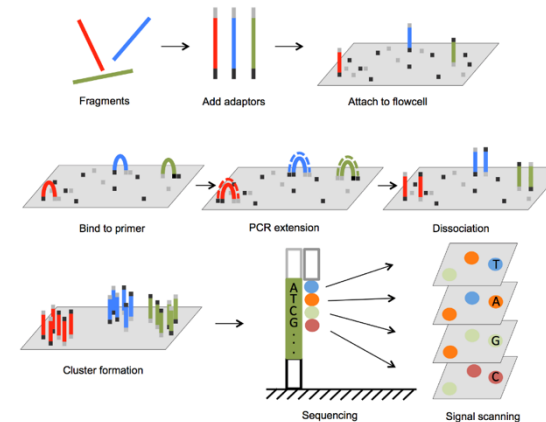 Fragments
Add adaptors
Attach to flowcell
Bind to primer
PCR extension
Dissociation
Cluster formation
A
T
C
G
.
.
.
Sequencing
T
A
G
C
Signal scanning